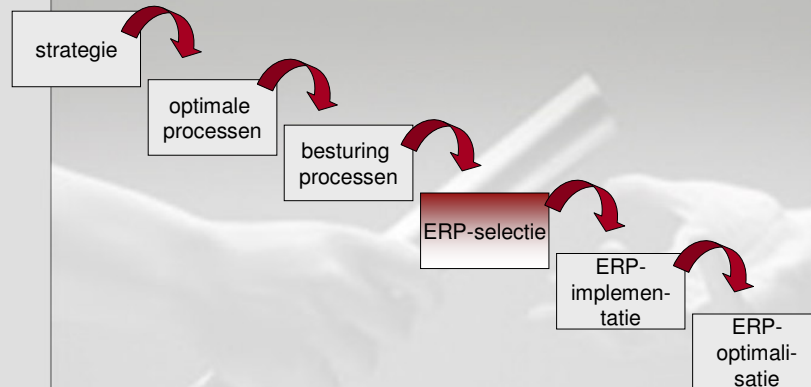 strategie
optimale
processen
besturing
processen
ERP-selectie
ERP-
implemen-
tatie
ERP-
optimali-
satie